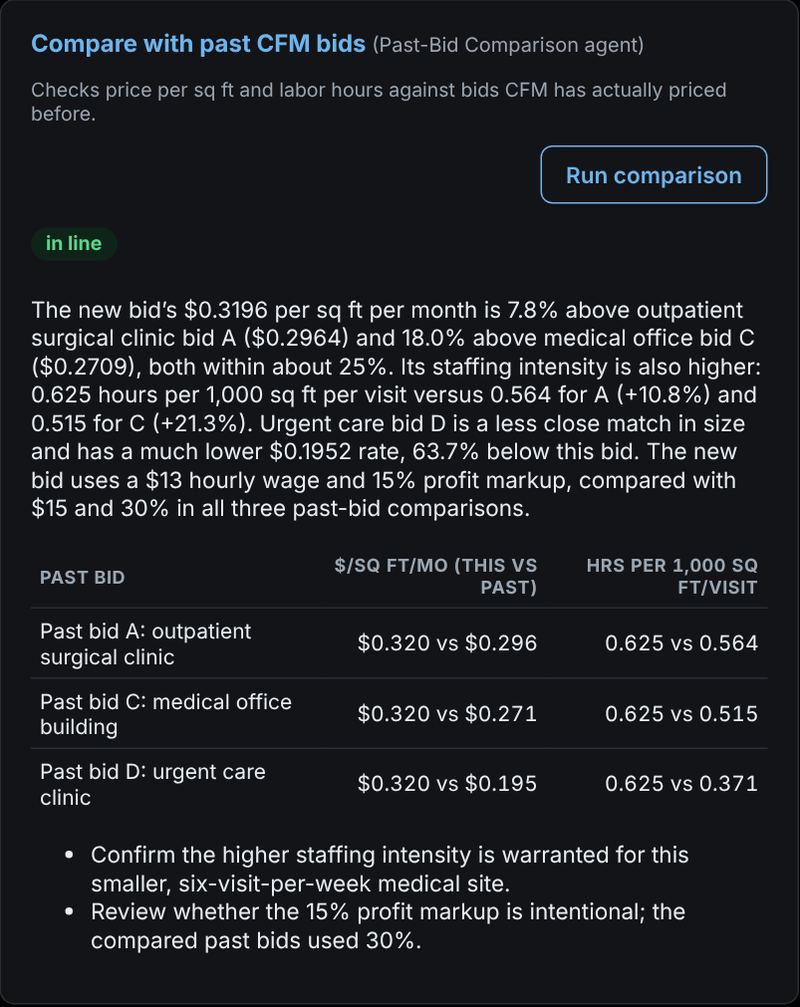 Compare with past CFM bids (Past-Bid Comparison agent)
Checks price per sq ft and labor hours against bids CFM has actually priced
before.
Run comparison
in line
The new bid’s $0.3196 per sq ft per month is 7.8% above outpatient
surgical clinic bid A ($0.2964) and 18.0% above medical office bid C
($0.2709), both within about 25%. Its staffing intensity is also higher:
0.625 hours per 1,000 sq ft per visit versus 0.564 for A (+10.8%) and
0.515 for C (+21.3%). Urgent care bid D is a less close match in size
and has a much lower $0.1952 rate, 63.7% below this bid. The new
bid uses a $13 hourly wage and 15% profit markup, compared with
$15 and 30% in all three past-bid comparisons.
PAST BID
$/SQ FT/MO (THIS VS
PAST)
HRS PER 1,000 SQ
FT/VISIT
Past bid A: outpatient
surgical clinic
$0.320 vs $0.296
0.625 vs 0.564
Past bid C: medical office
building
$0.320 vs $0.271
0.625 vs 0.515
Past bid D: urgent care
clinic
$0.320 vs $0.195
0.625 vs 0.371
• Confirm the higher staffing intensity is warranted for this
smaller, six-visit-per-week medical site.
• Review whether the 15% profit markup is intentional; the
compared past bids used 30%.